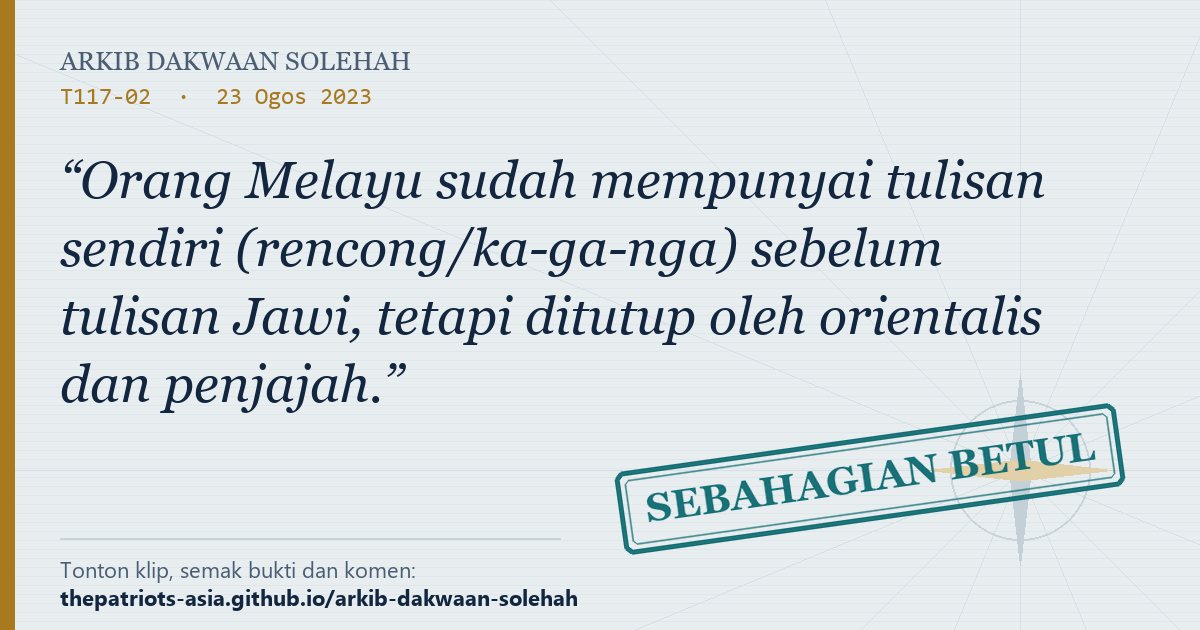 ARKIB DAKWAAN SOLEHAH
T117-02 · 23 Ogos 2023
“Orang Melayu sudah mempunyai tulisan
sendiri (rencong/ka-ga-nga) sebelum
tulisan Jawi, tetapi ditutup oleh orientalis
dan penjajah.”
SEBAHAGIAN BETUL
Tonton klip, semak bukti dan komen:
thepatriots-asia.github.io/arkib-dakwaan-solehah